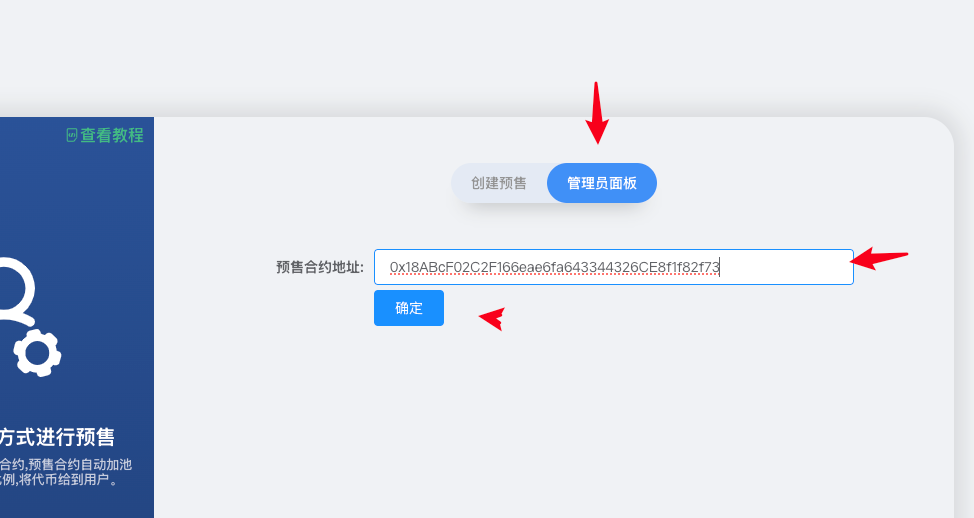 查看教程
创建预售 管理员面板
预售合约地址: 0x18ABcF02C2F166eae6fa643344326CE8f1f82f73
确定
方式进行预售
合约,预售合约自动加池
例,将代币给到用户。